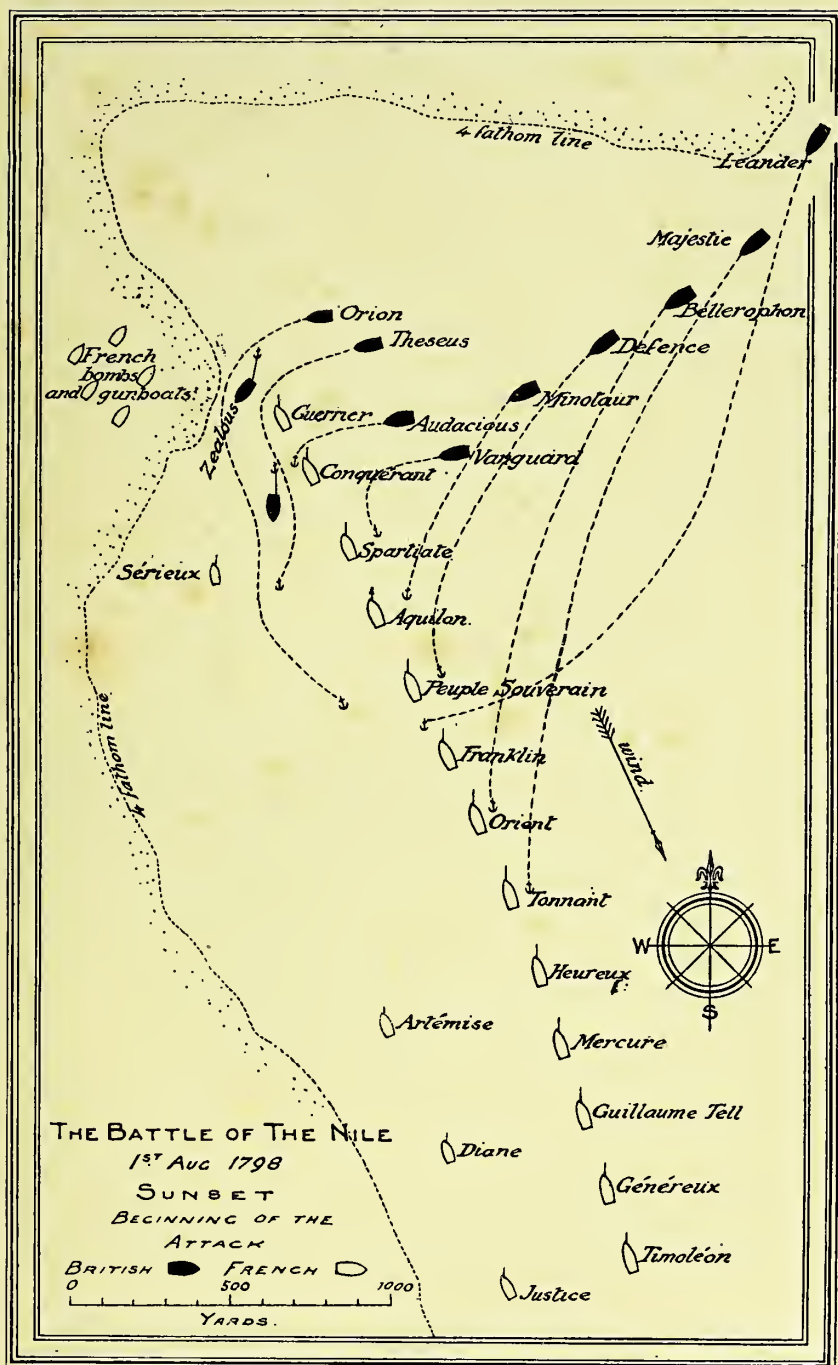 4 fathom line
Leander
Majestie
Bellerophon
Orion
Theseus
Defence
French
bombs
and gunboats.
Zealous
Guerrier
Minotaur
Audacious
Conquérant
Vanguard
Spartiate
Sérieux
Aquilon.
Peuple Souverain
4 fathom line
wind.
Franklin
Orient
Tonnant
W
E
S
Heureux
Artémise
Mercure
Guillaume Tell
Diane
Généreux
Timoléon
Justice
THE BATTLE OF THE NILE
1ST AUG 1798
SUNSET
BEGINNING OF THE
ATTACK
BRITISH FRENCH
0 500 1000
YARDS.